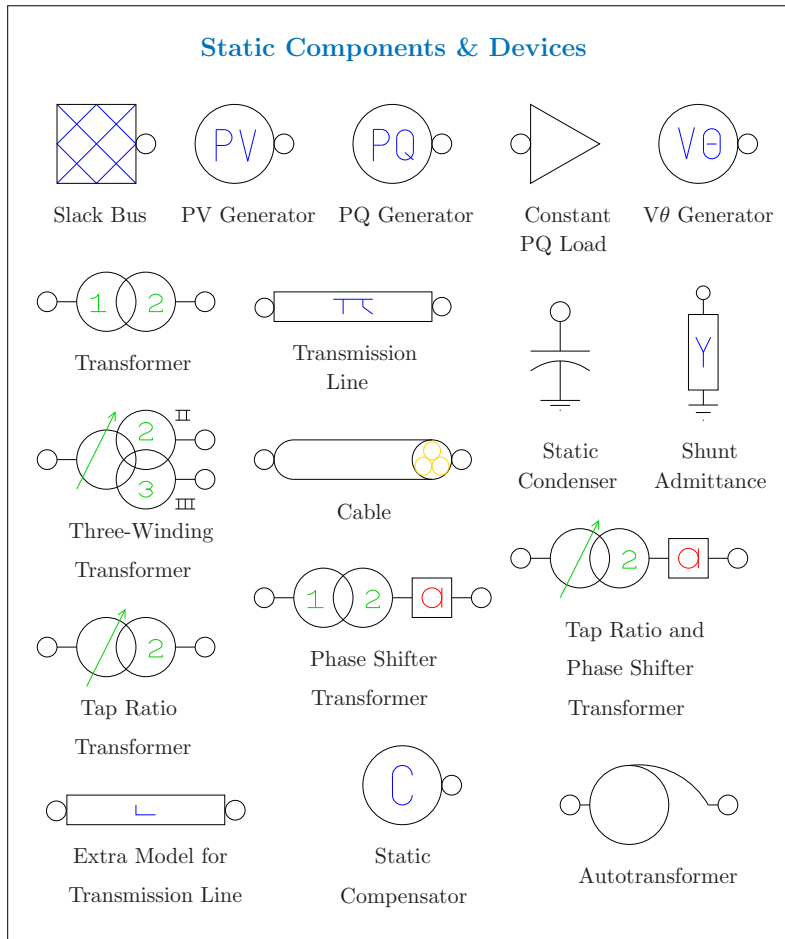 Static Components & Devices
PV
PQ
Vθ
Slack Bus
PV Generator
PQ Generator
Constant
PQ Load
Vθ Generator
1 2
π
Y
Transformer
Transmission
Line
2
II
3
III
Static
Condenser
Shunt
Admittance
Three-Winding
Transformer
Cable
1 2 a
2 a
2
Phase Shifter
Transformer
Tap Ratio and
Phase Shifter
Transformer
Tap Ratio
Transformer
L
C
Extra Model for
Transmission Line
Static
Compensator
Autotransformer